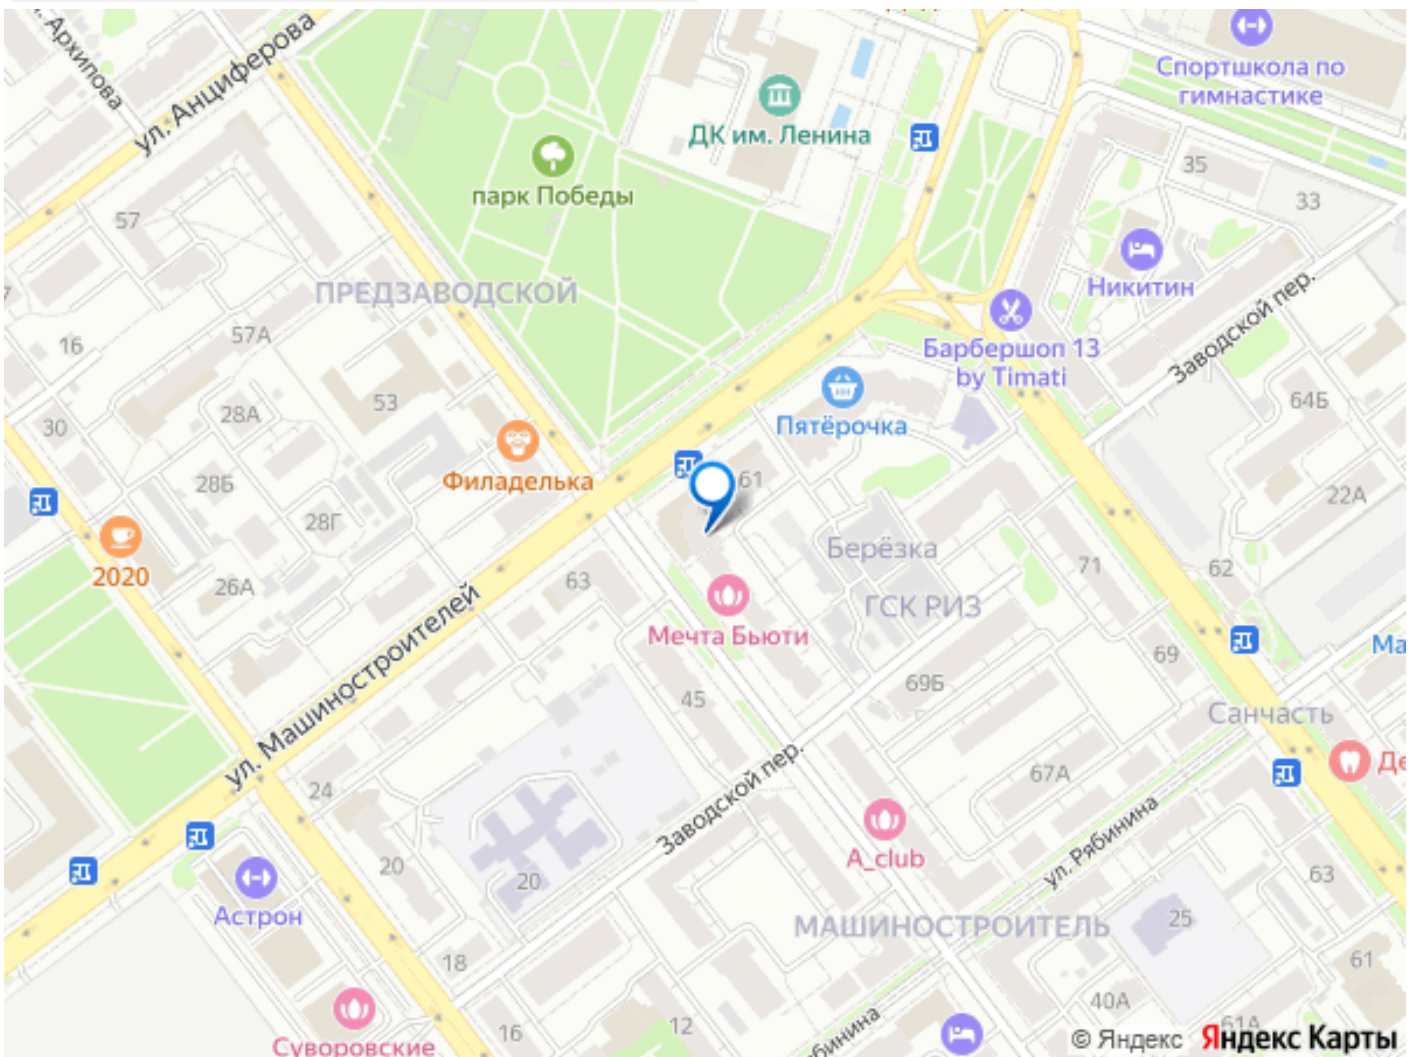 ул. Архипова
ул. Анциферова
Спортшкола по
гимнастике
ДК им. Ленина
парк Победы
35
33
57
Никитин
ПРЕДЗАВОДСКОЙ
Заводской пер.
57А
16
Барбершоп 13
by Timati
53
28А
30
64Б
Пятёрочка
Филаделька
61
28Б
22А
28Г
Берёзка
2020
26А
63
71
62
ГСК РИЗ
Мечта Бьюти
ул. Машиностроителей
69
69Б
45
Санчасть
Заводской пер.
67А
24
A_club
ул. Рябинина
20
20
63
Астрон
25
МАШИНОСТРОИТЕЛЬ
18
61
40А
16
12
61А
Суворовские
© Яндекс Яндекс Карты